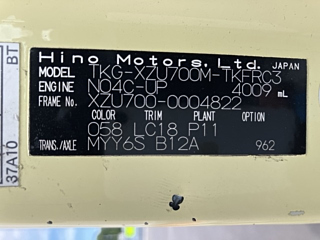 Hino Motors, Ltd. JAPAN
MODEL TKG-XZU700M-TKFRC3
ENGINE NO4C-UP 4009 mL
FRAME No. XZU700-0004822
COLOR TRIM PLANT OPTION
058 LC18 P11
TRANS./AXLE MYY6S B12A 962
37A10 BT